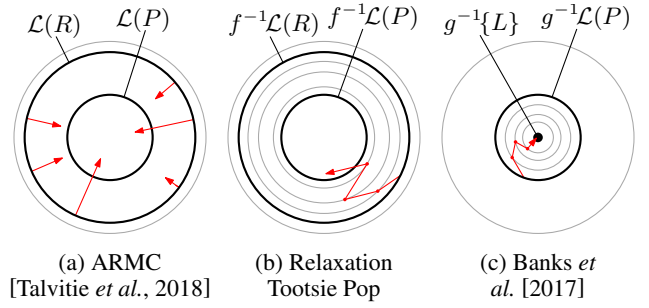 ℒ(R) ℒ(P)
f⁻¹ℒ(R) f⁻¹ℒ(P)
g⁻¹{L} g⁻¹ℒ(P)
(a) ARMC
[Talvitie et al., 2018]
(b) Relaxation
Tootsie Pop
(c) Banks et
al. [2017]